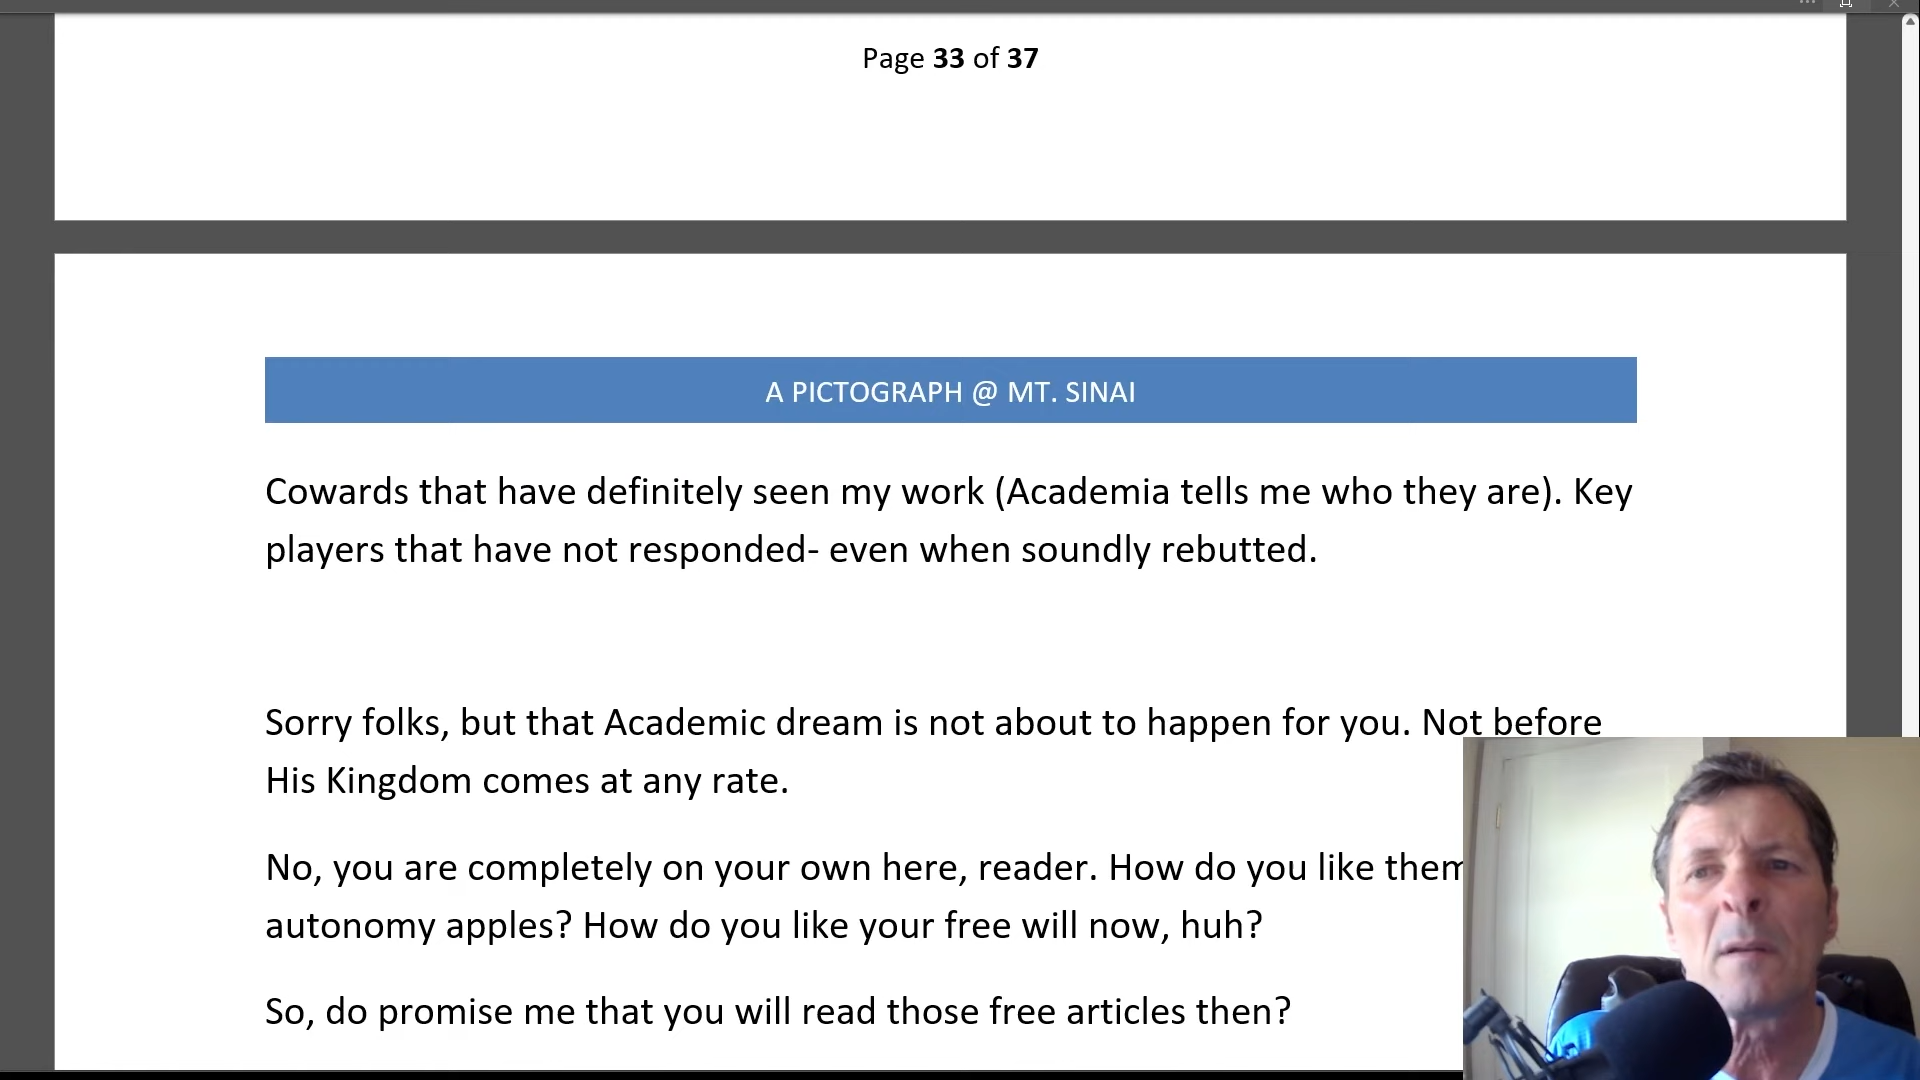 Page 33 of 37
A PICTOGRAPH @ MT. SINAI
Cowards that have definitely seen my work (Academia tells me who they are). Key
players that have not responded- even when soundly rebutted.
Sorry folks, but that Academic dream is not about to happen for you. Not before
His Kingdom comes at any rate.
No, you are completely on your own here, reader. How do you like them
autonomy apples? How do you like your free will now, huh?
So, do promise me that you will read those free articles then?